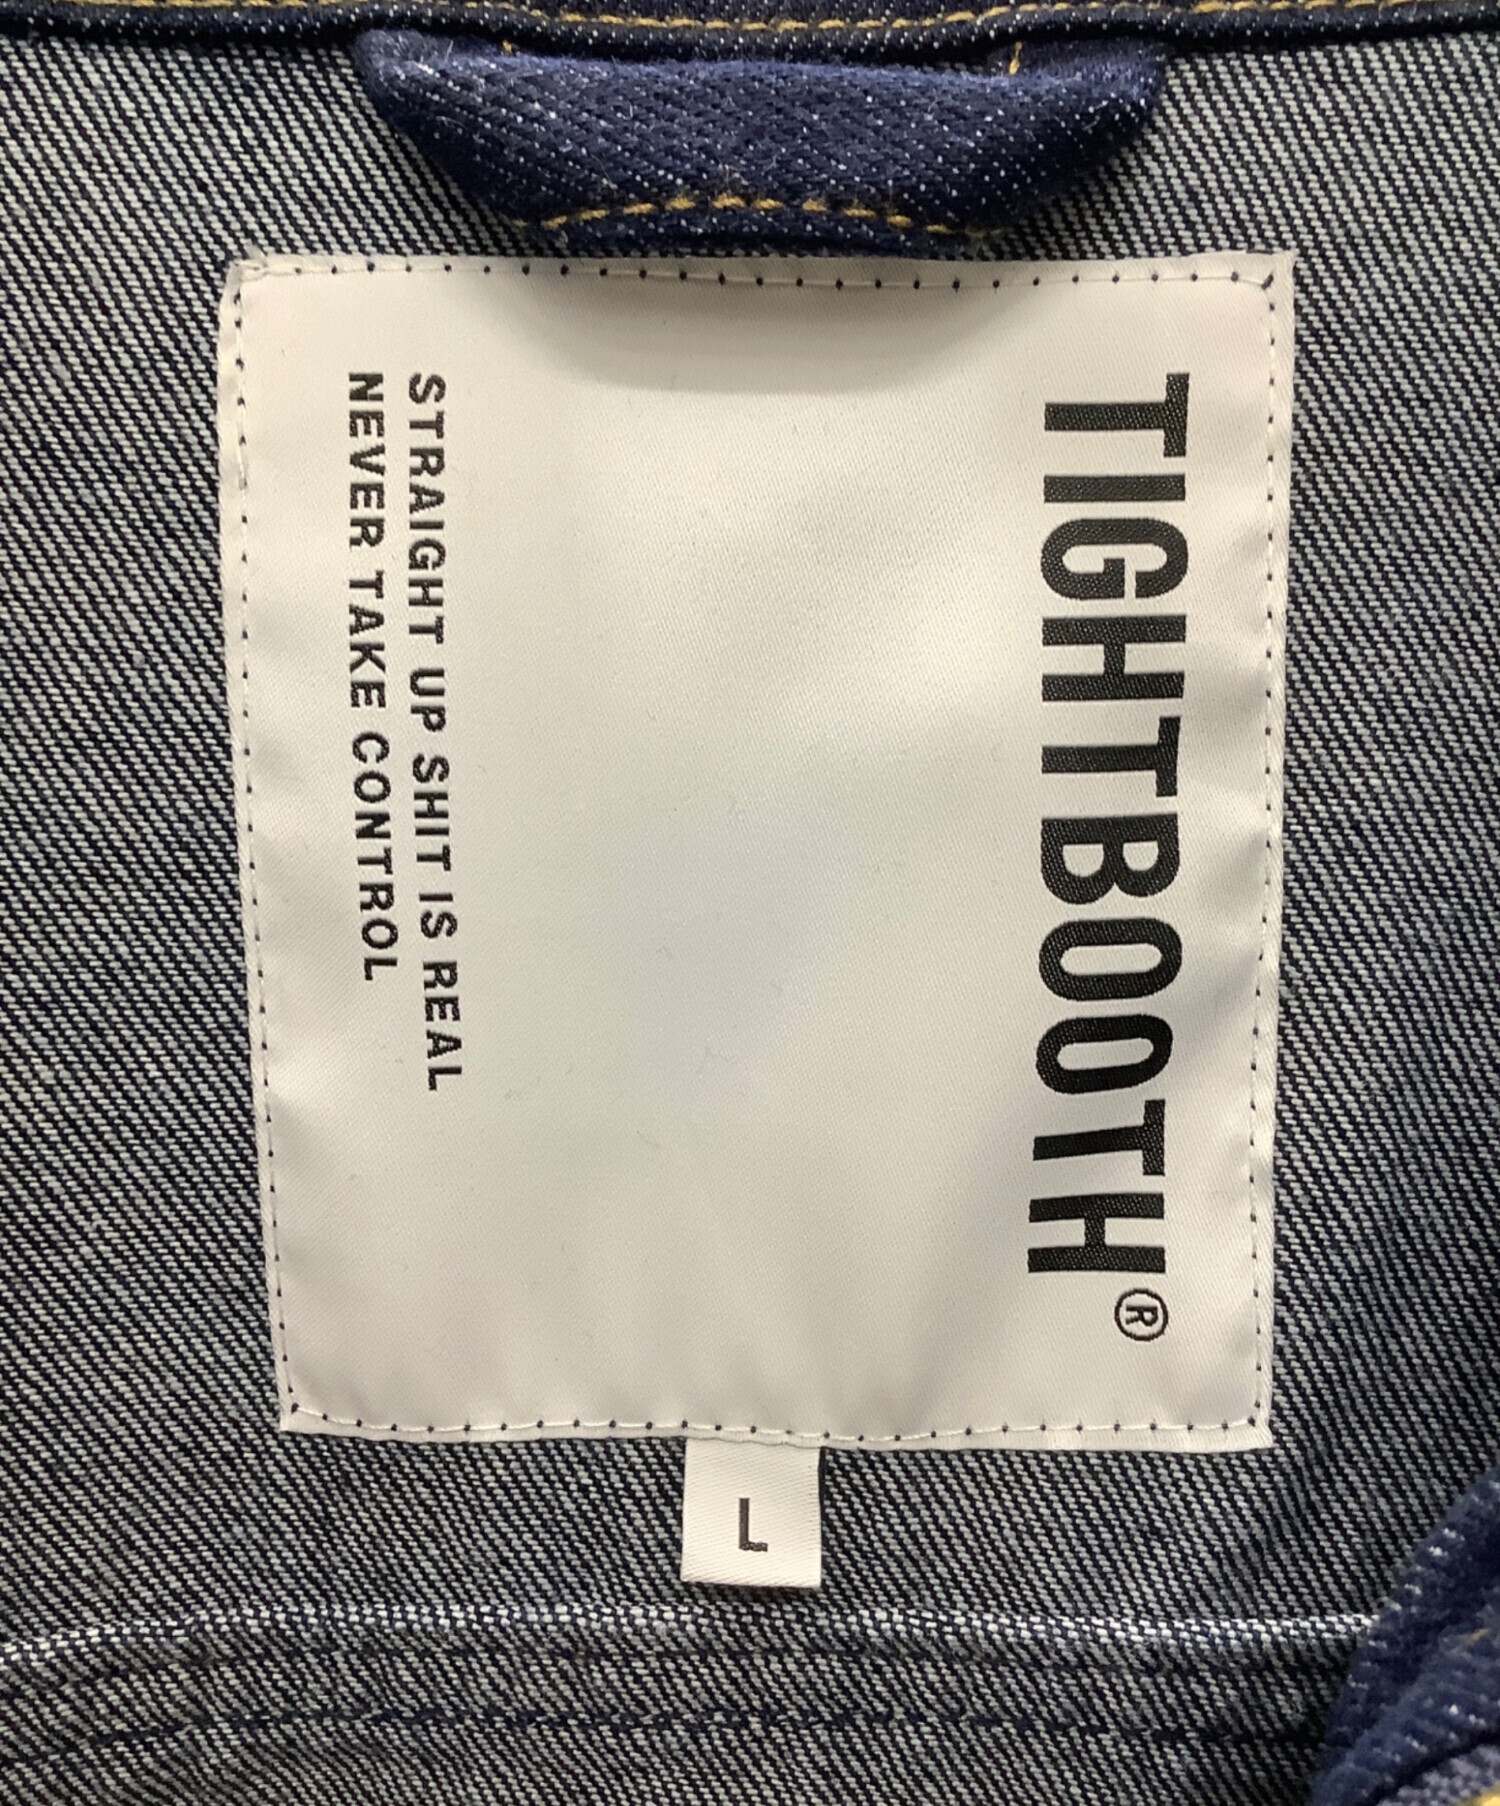 TIGHTBOOTH®
STRAIGHT UP SHIT IS REAL
NEVER TAKE CONTROL
L